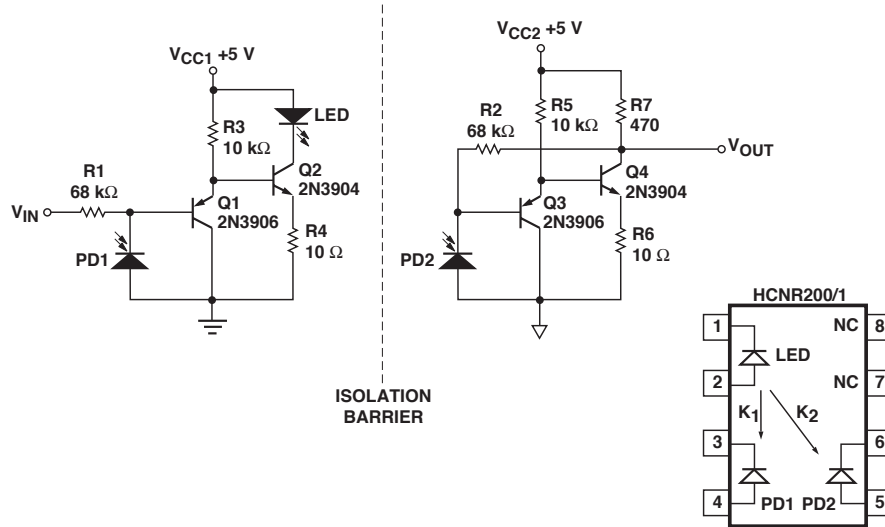 VCC1 +5 V
R3
10 kΩ
LED
Q2
2N3904
R1
68 kΩ
VIN
Q1
2N3906
R4
10 Ω
PD1
ISOLATION
BARRIER
VCC2 +5 V
R2
68 kΩ
R5
10 kΩ
R7
470
VOUT
Q4
2N3904
Q3
2N3906
R6
10 Ω
PD2
HCNR200/1
1
NC
8
LED
2
NC
7
K1
K2
3
6
4
PD1
PD2
5